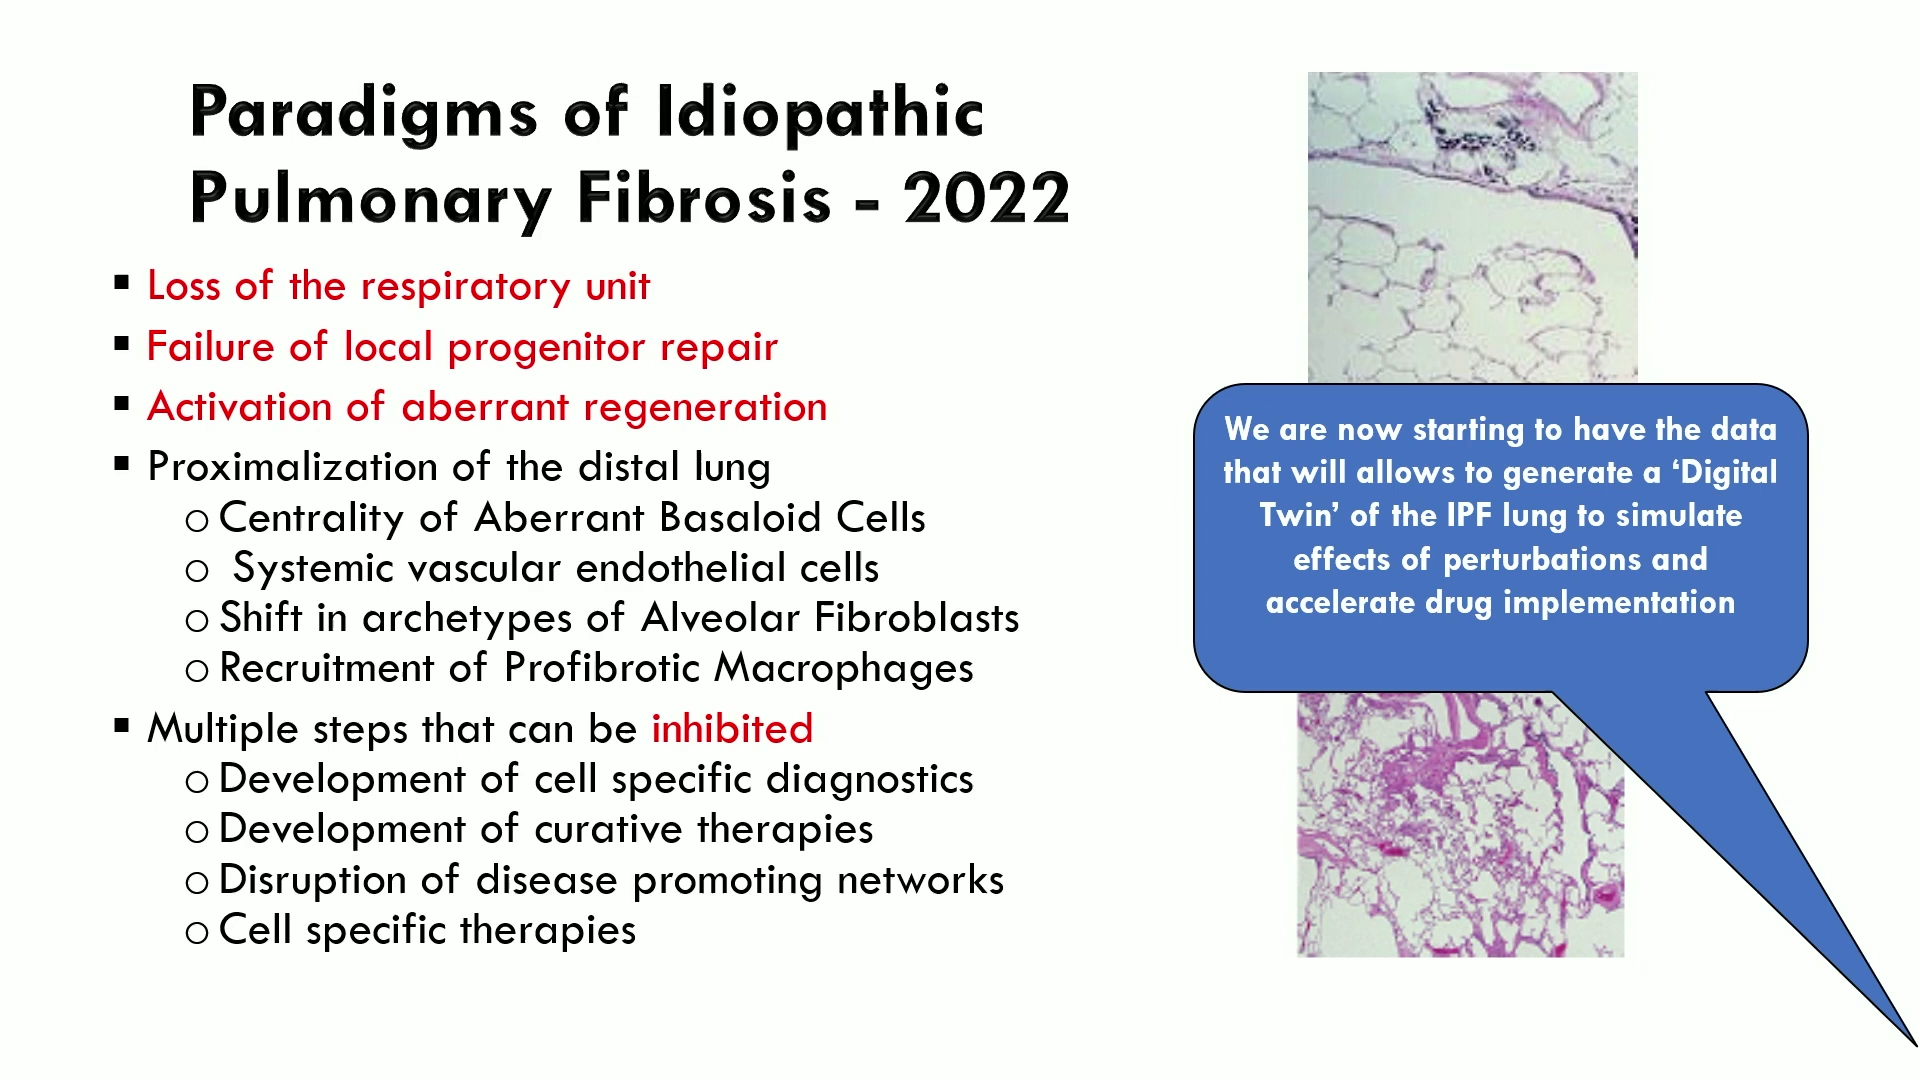 Paradigms of Idiopathic
Pulmonary Fibrosis - 2022
▪ Loss of the respiratory unit
▪ Failure of local progenitor repair
▪ Activation of aberrant regeneration
▪ Proximalization of the distal lung
o Centrality of Aberrant Basaloid Cells
o Systemic vascular endothelial cells
o Shift in archetypes of Alveolar Fibroblasts
o Recruitment of Profibrotic Macrophages
▪ Multiple steps that can be inhibited
o Development of cell specific diagnostics
o Development of curative therapies
o Disruption of disease promoting networks
o Cell specific therapies
We are now starting to have the data
that will allows to generate a ‘Digital
Twin’ of the IPF lung to simulate
effects of perturbations and
accelerate drug implementation